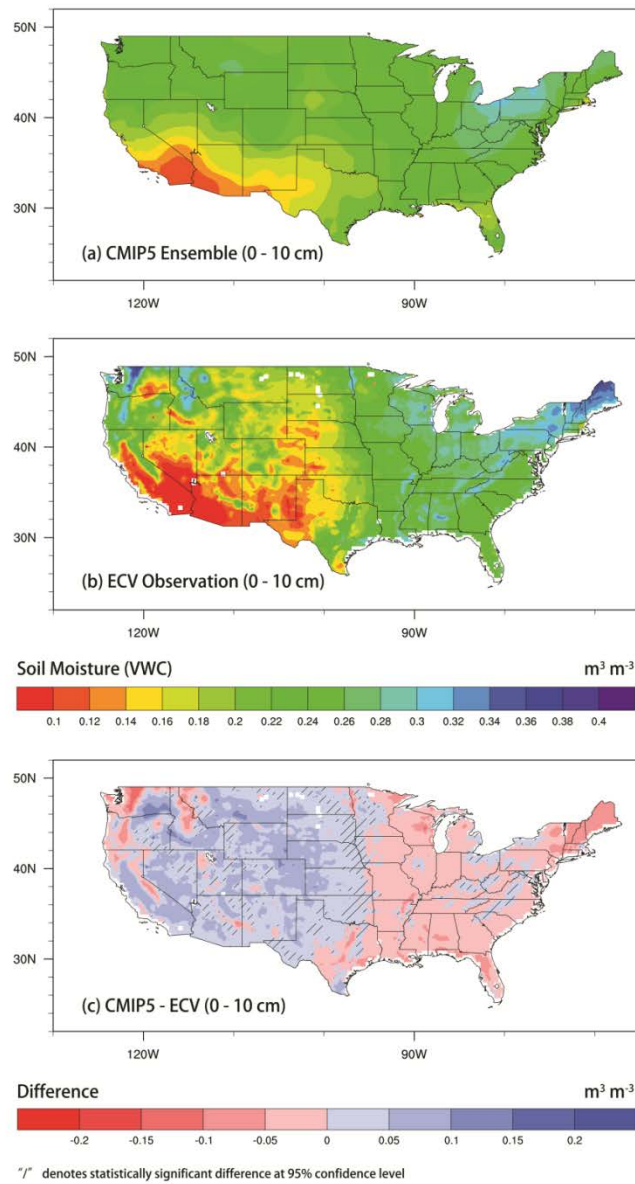 50N
40N
30N
(a) CMIP5 Ensemble (0 - 10 cm)
120W 90W
50N
40N
30N
(b) ECV Observation (0 - 10 cm)
120W 90W
Soil Moisture (VWC) m³ m⁻³
0.1 0.12 0.14 0.16 0.18 0.2 0.22 0.24 0.26 0.28 0.3 0.32 0.34 0.36 0.38 0.4
50N
40N
30N
(c) CMIP5 - ECV (0 - 10 cm)
120W 90W
Difference m³ m⁻³
-0.2 -0.15 -0.1 -0.05 0 0.05 0.1 0.15 0.2
"/" denotes statistically significant difference at 95% confidence level